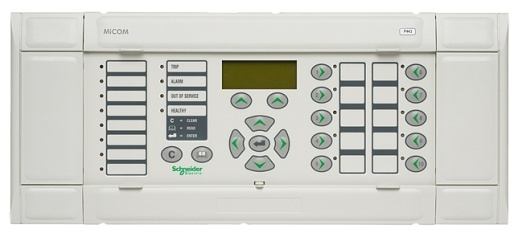 MiCOM
P443
TRIP
ALARM
OUT OF SERVICE
HEALTHY
C = CLEAR
= READ
= ENTER
C
Schneider
Electric